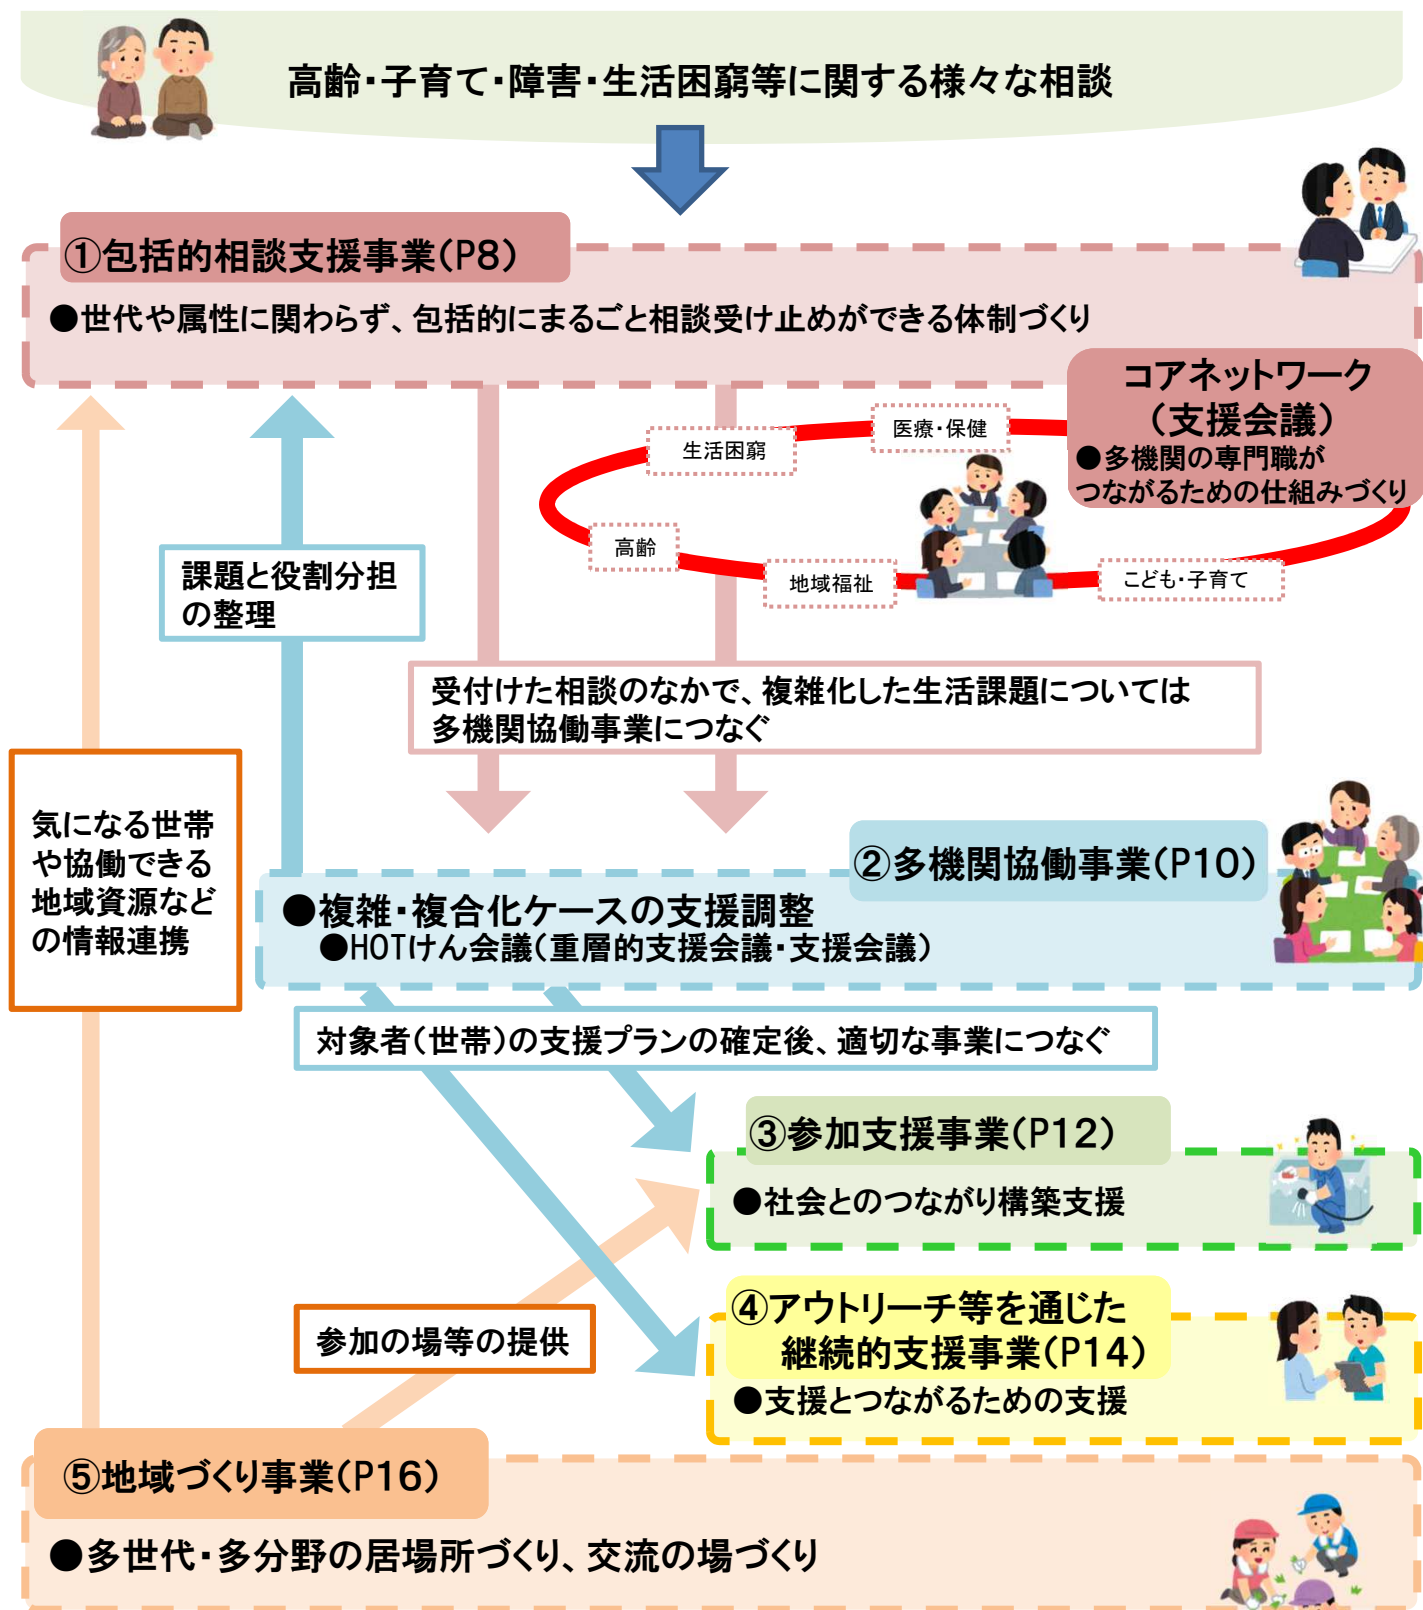 高齢・子育て・障害・生活困窮等に関する様々な相談
①包括的相談支援事業(P8)
●世代や属性に関わらず、包括的にまるごと相談受け止めができる体制づくり
コアネットワーク
(支援会議)
●多機関の専門職が
つながるための仕組みづくり
医療・保健
生活困窮
高齢
地域福祉
こども・子育て
課題と役割分担
の整理
受付けた相談のなかで、複雑化した生活課題については
多機関協働事業につなぐ
気になる世帯
や協働できる
地域資源など
の情報連携
②多機関協働事業(P10)
●複雑・複合化ケースの支援調整
●HOTけん会議(重層的支援会議・支援会議)
対象者(世帯)の支援プランの確定後、適切な事業につなぐ
③参加支援事業(P12)
●社会とのつながり構築支援
参加の場等の提供
④アウトリーチ等を通じた
継続的支援事業(P14)
●支援とつながるための支援
⑤地域づくり事業(P16)
●多世代・多分野の居場所づくり、交流の場づくり